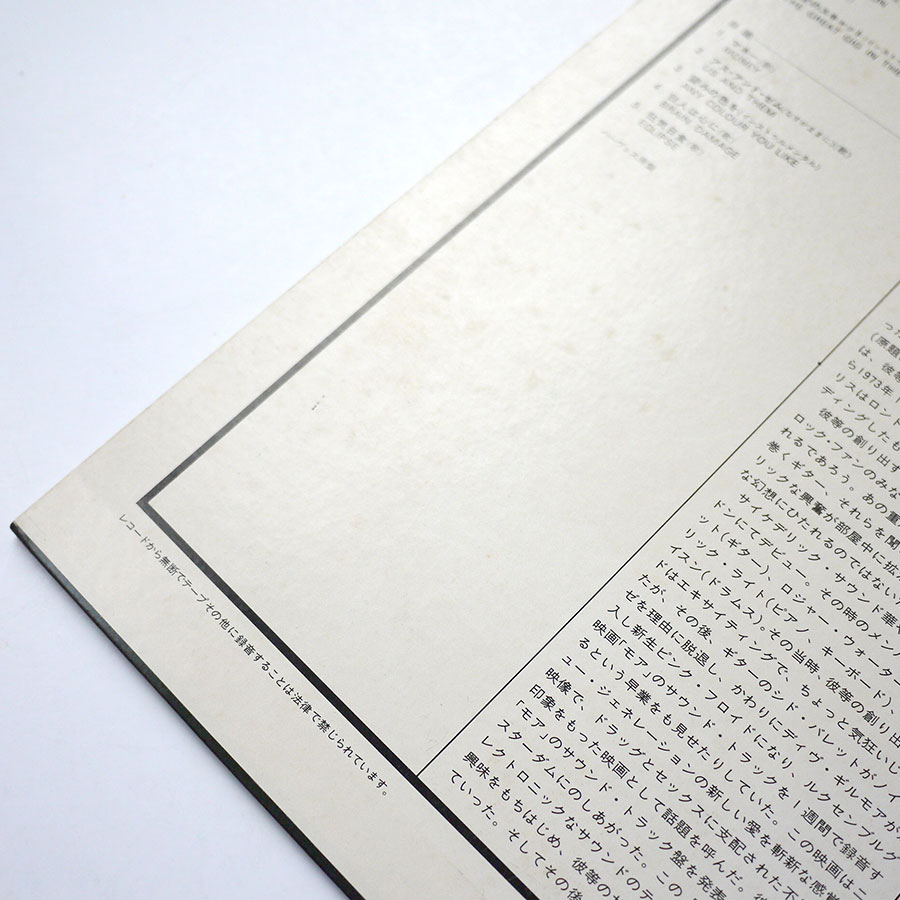 THE GREAT GIG IN THE
マネー
MONEY
US AND THEM
ANY COLOUR YOU LIKE
BRAIN DAMAGE
狂気日食
ECLIPSE
った
(原題
は、彼等
ら1973年
リスはロンド
ディングしたも
彼等の創り出す
ロック・ファンのみな
れるであろう。あの重
巻くギター、それらを聞
リックな興奮が部屋中に拡が
な幻想にひたれるのではない
サイケデリック・サウンド華や
ドンにてデビュー。その時のメン
ット(ギター)、ロジャー・ウォータ
リック・ライト(ピアノ、キーボード)、
イスン(ドラムス)。その当時、彼等の創り出
ドはエキサイティングで、ちょっと気狂いじ
たが、その後、ギターのシド・バレットがノイ
ゼを理由に脱退し、かわりにディヴ・ギルモアが
入し新生ピンク・フロイドになり、ルクセンブルグ
映画「モア」のサウンド・トラックを1週間で録音す
るという早業をも見せたりしていた。この映画はニ
ュー・ジェネレーションの新しい愛を斬新な感覚
映像で、ドラッグとセックスに支配された不
印象をもった映画として話題を呼んだ。彼
「モア」のサウンド・トラック盤を発表
スターダムにのしあがった。この
レクトロニックなサウンドのテ
興味をもちはじめ、彼等の
ていった。そしてその後
レコードから無断でテープその他に録音することは法律で禁じられています。